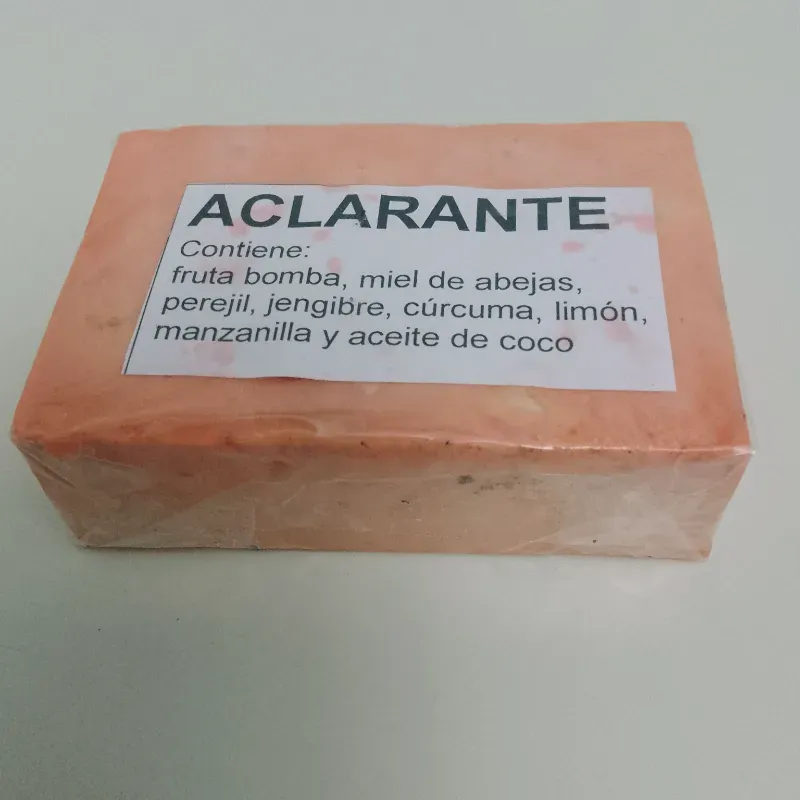 ACLARANTE
Contiene:
fruta bomba, miel de abejas,
perejil, jengibre, cúrcuma, limón,
manzanilla y aceite de coco